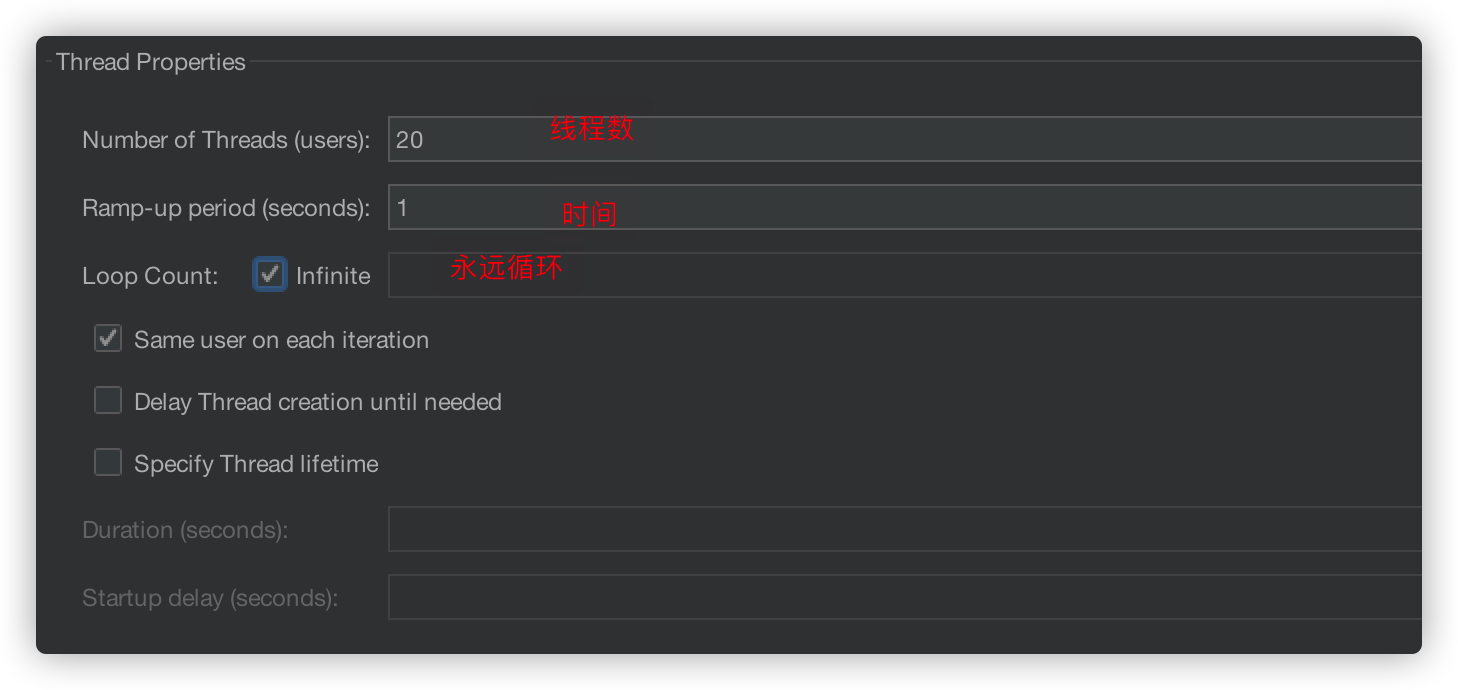 Thread Properties
Number of Threads (users): 20 线程数
Ramp-up period (seconds): 1 时间
Loop Count: Infinite 永远循环
Same user on each iteration
Delay Thread creation until needed
Specify Thread lifetime
Duration (seconds):
Startup delay (seconds):